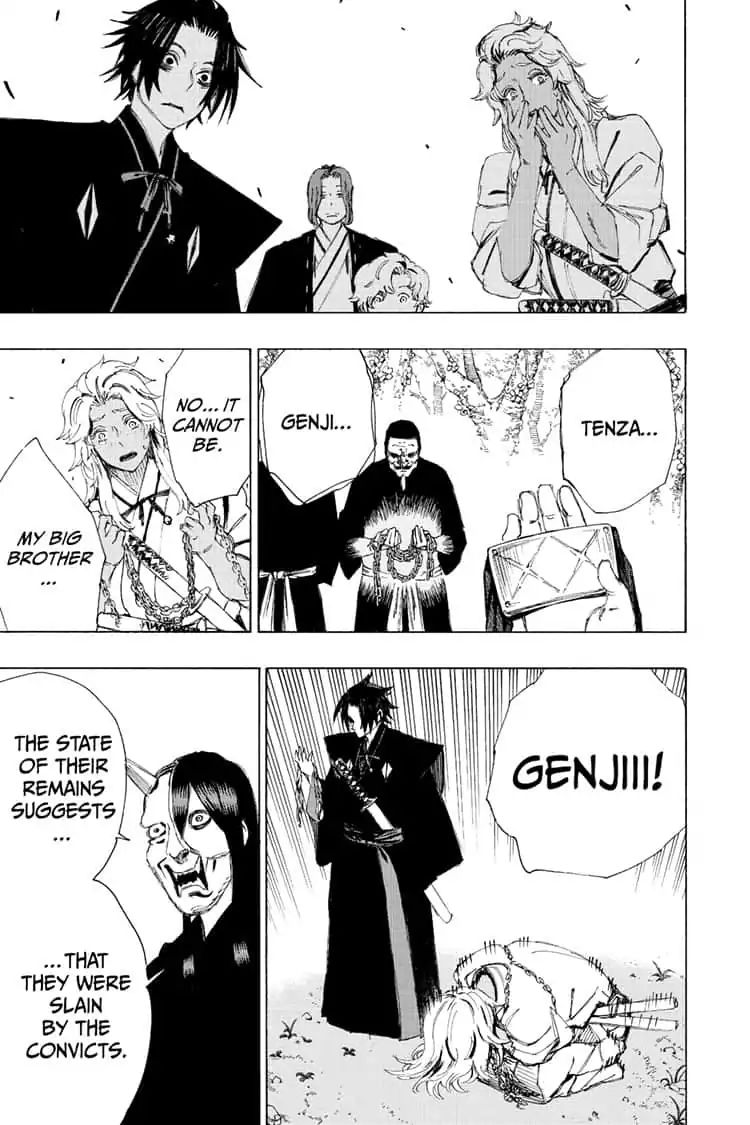 TENZA...
GENJI...
NO... IT
CANNOT
BE.
MY BIG
BROTHER
...
GENJIII!
THE STATE
OF THEIR
REMAINS
SUGGESTS
...
...THAT
THEY WERE
SLAIN
BY THE
CONVICTS.